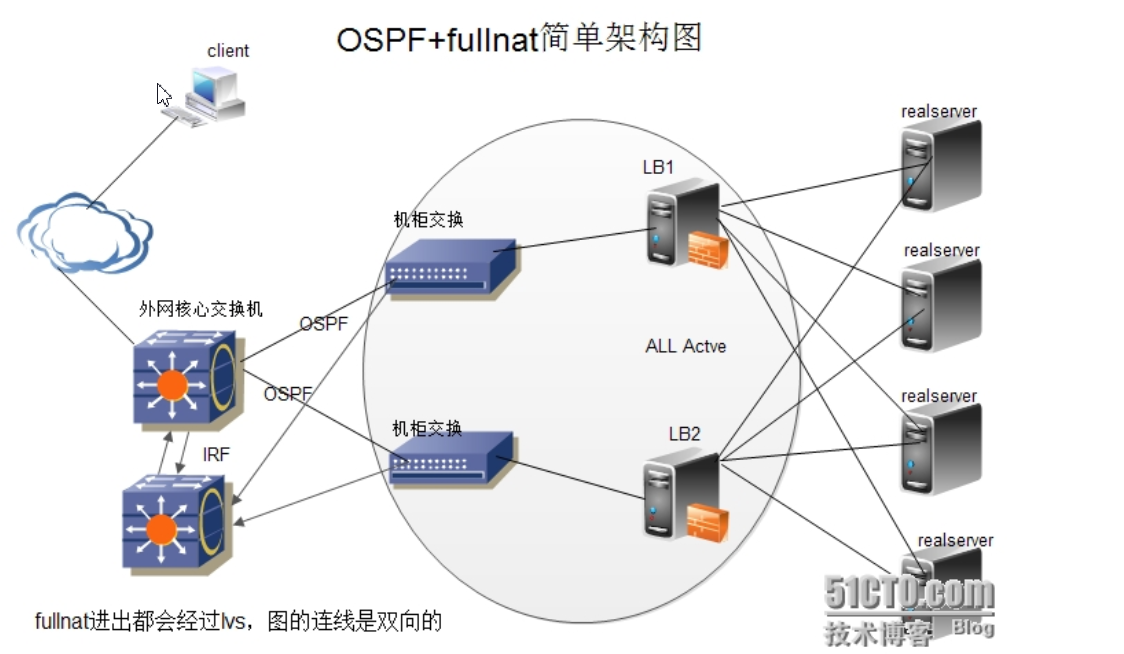 OSPF+fullnat简单架构图
client
realserver
LB1
机柜交换
realserver
外网核心交换机
OSPF
ALL Actve
OSPF
realserver
机柜交换
LB2
IRF
realserver
fullnat进出都会经过lvs，图的连线是双向的
51CTO.com
技术博客 Blog